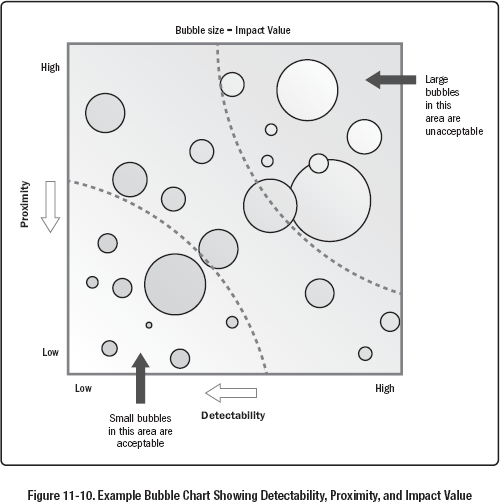 Bubble size = Impact Value
High
Large
bubbles
in this
area are
unacceptable
Proximity
Low
Low
High
Detectability
Small bubbles
in this area are
acceptable
Figure 11-10. Example Bubble Chart Showing Detectability, Proximity, and Impact Value